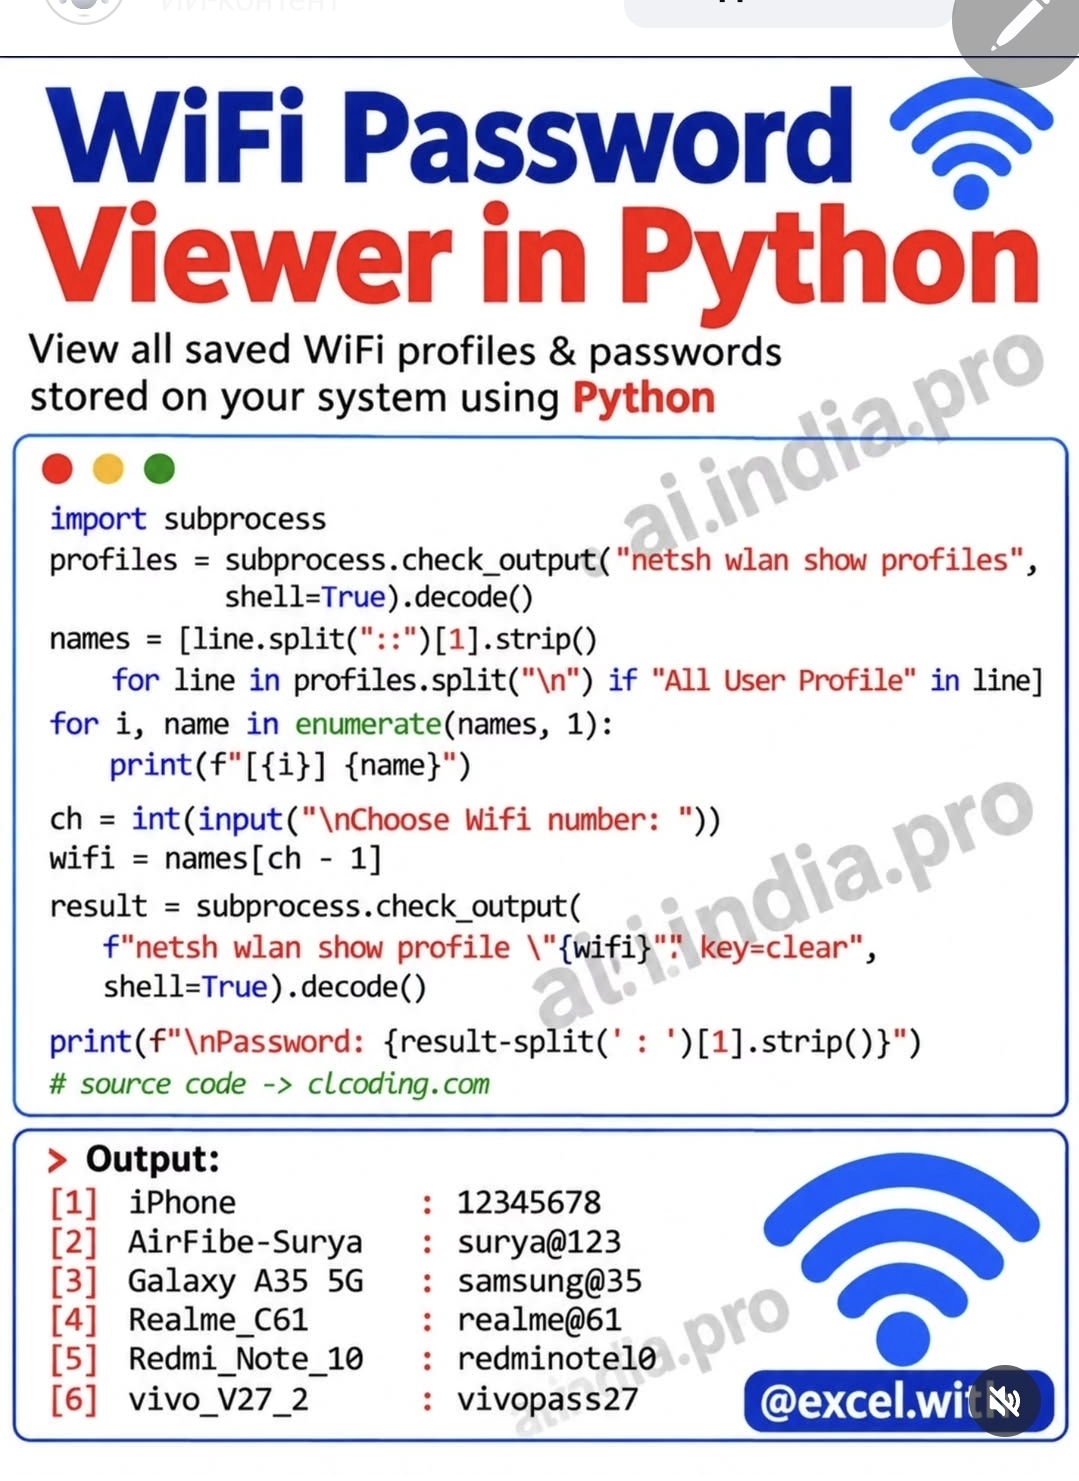 ИИ-контент
WiFi Password
Viewer in Python
View all saved WiFi profiles & passwords
stored on your system using Python
ai.india.pro
import subprocess
profiles = subprocess.check_output("netsh wlan show profiles",
shell=True).decode()
names = [line.split("::")[1].strip()
for line in profiles.split("\n") if "All User Profile" in line]
for i, name in enumerate(names, 1):
print(f"[{i}] {name}")
ch = int(input("\nChoose Wifi number: "))
wifi = names[ch - 1]
ai.india.pro
result = subprocess.check_output(
f"netsh wlan show profile \"{wifi}"" key=clear",
shell=True).decode()
print(f"\nPassword: {result-split(' : ')[1].strip()}")
# source code -> clcoding.com
> Output:
[1] iPhone : 12345678
[2] AirFibe-Surya : surya@123
[3] Galaxy A35 5G : samsung@35
[4] Realme_C61 : realme@61
[5] Redmi_Note_10 : redminote10
[6] vivo_V27_2 : vivopass27
@excel.with